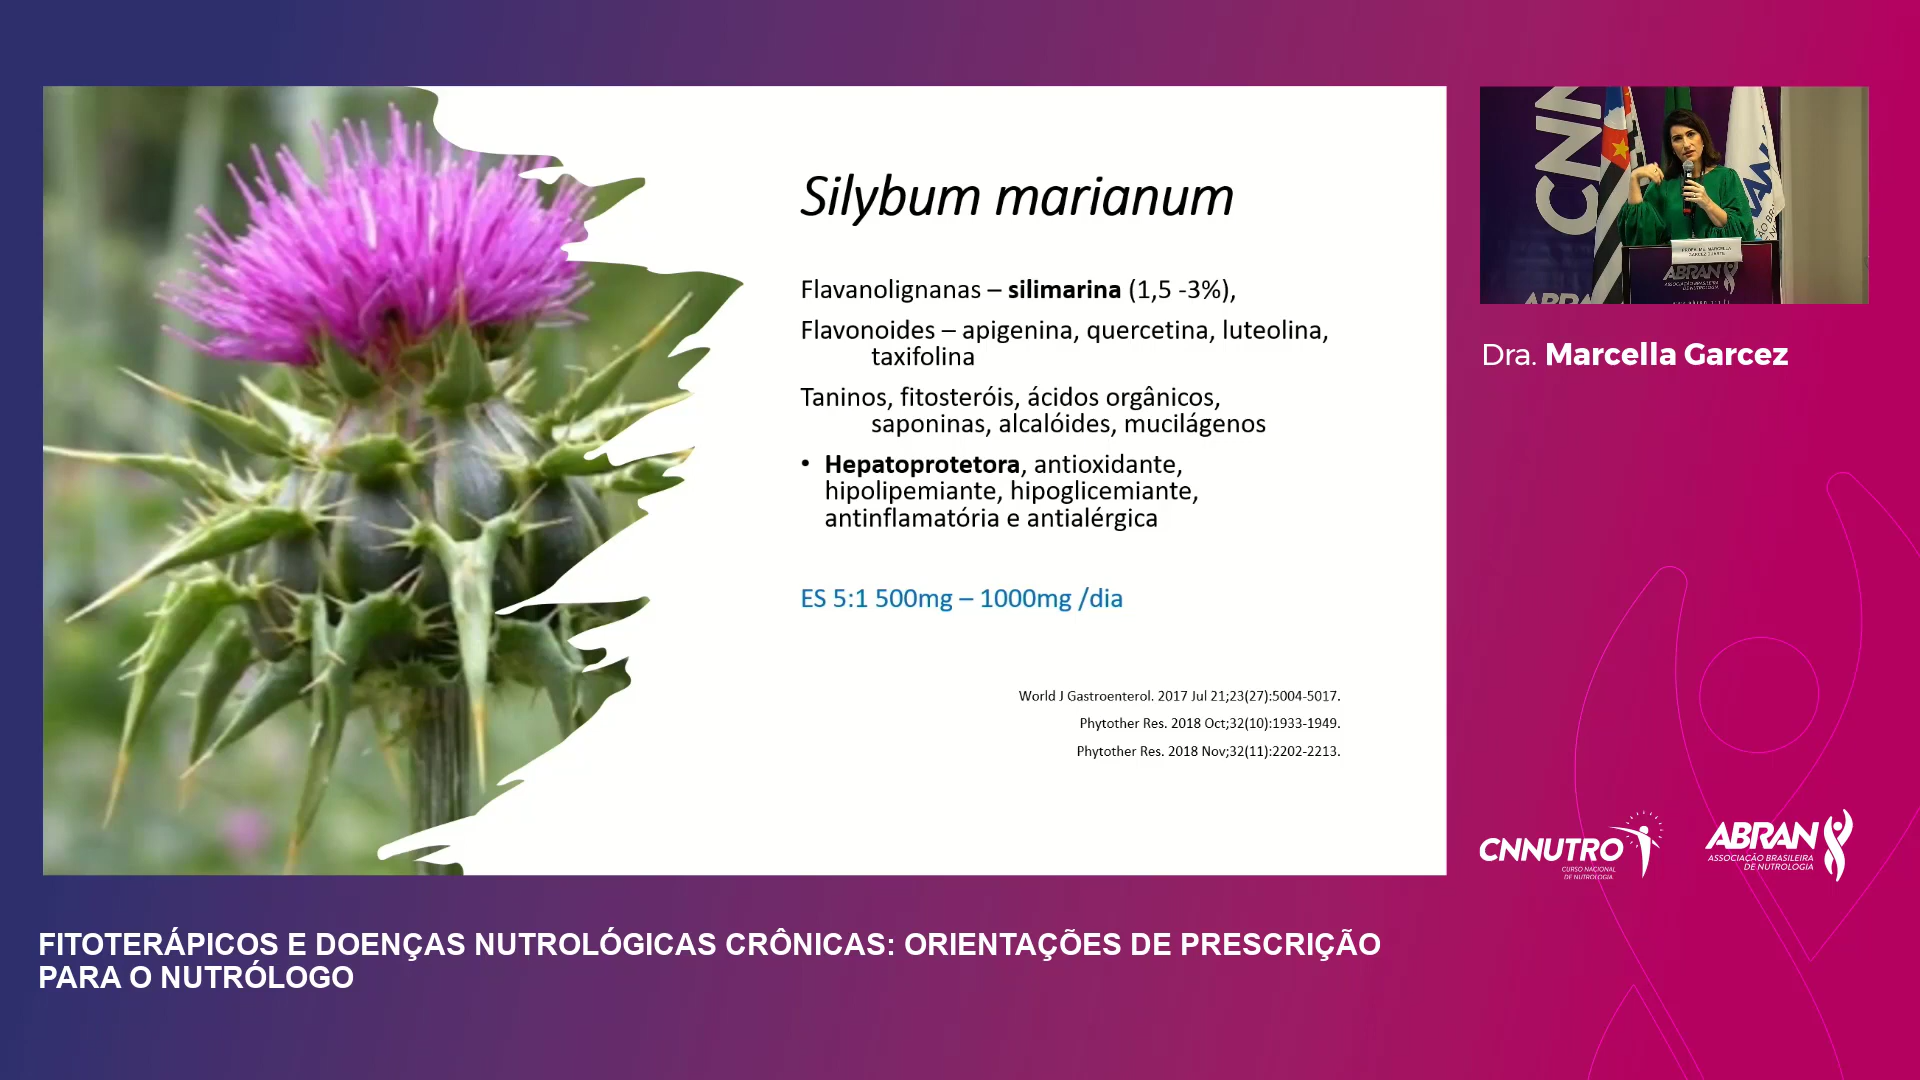 Silybum marianum
Flavanolignanas – silimarina (1,5 -3%),
Flavonoides – apigenina, quercetina, luteolina,
taxifolina
Taninos, fitosteróis, ácidos orgânicos,
saponinas, alcalóides, mucilágenos
• Hepatoprotetora, antioxidante,
hipolipemiante, hipoglicemiante,
antinflamatória e antialérgica
ES 5:1 500mg – 1000mg /dia
World J Gastroenterol. 2017 Jul 21;23(27):5004-5017.
Phytother Res. 2018 Oct;32(10):1933-1949.
Phytother Res. 2018 Nov;32(11):2202-2213.
CNN
ABRAN
Dra. Marcella Garcez
CNNUTRO
CURSO NACIONAL
DE NUTROLOGIA
ABRAN
ASSOCIAÇÃO BRASILEIRA
DE NUTROLOGIA
FITOTERÁPICOS E DOENÇAS NUTROLÓGICAS CRÔNICAS: ORIENTAÇÕES DE PRESCRIÇÃO
PARA O NUTRÓLOGO